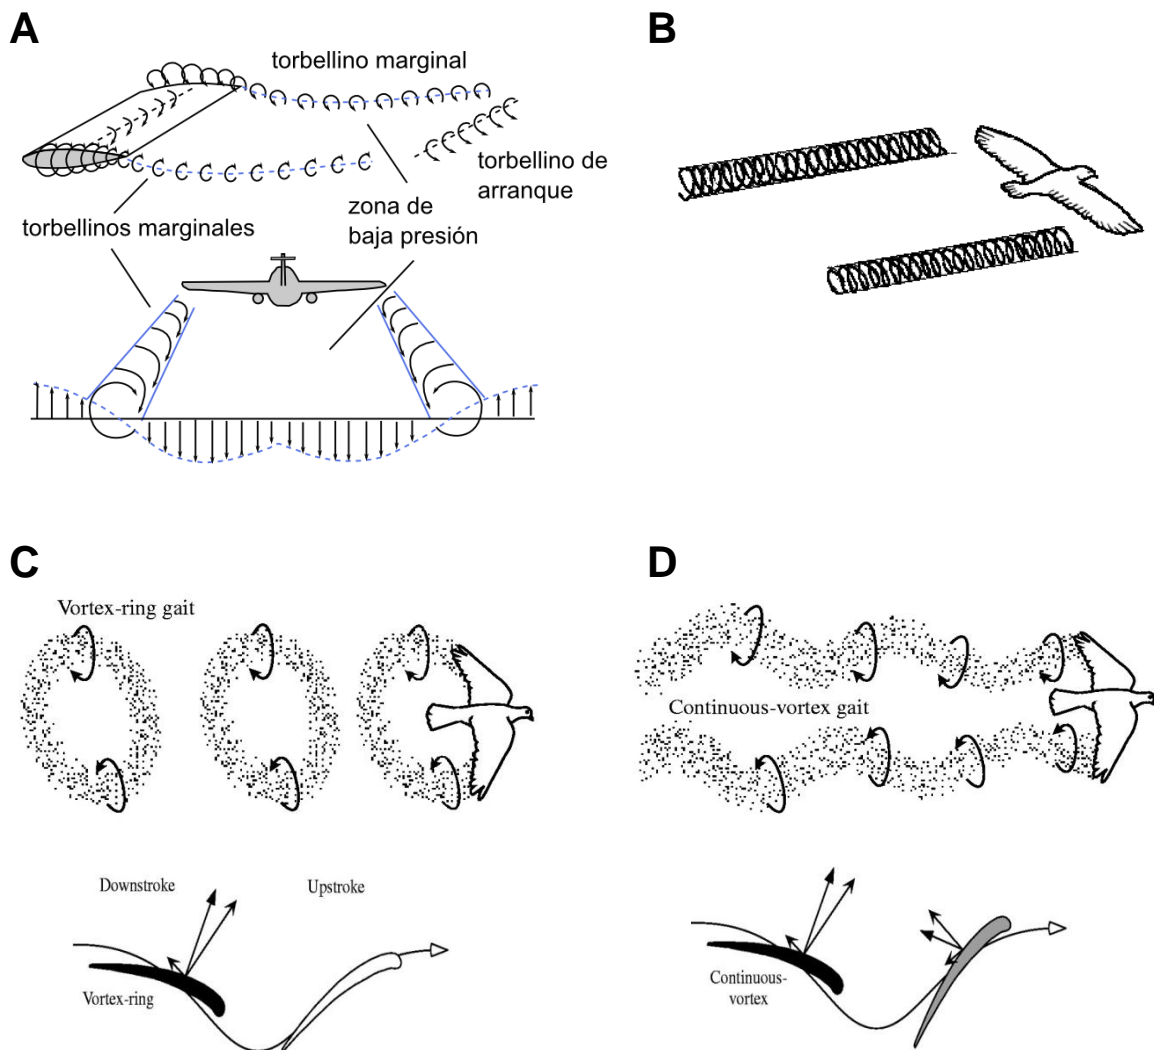 A
torbellino marginal
torbellino de
arranque
zona de
baja presión
torbellinos marginales
B
C
Vortex-ring gait
Downstroke
Upstroke
Vortex-ring
D
Continuous-vortex gait
Continuous-
vortex